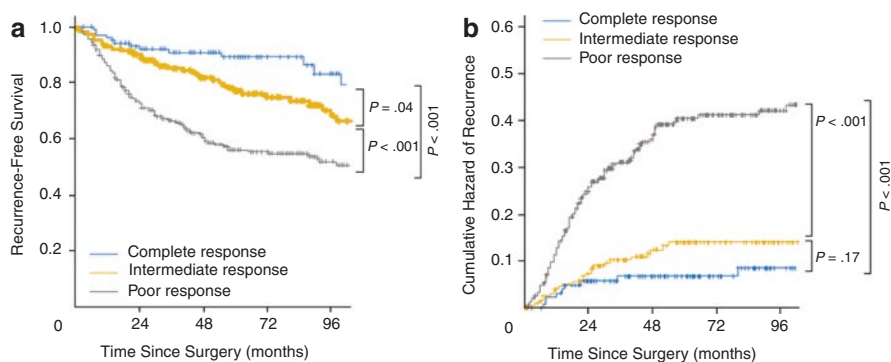 a
Recurrence-Free Survival
1.0
0.8
0.6
0.4
0.2
0
24
48
72
96
Time Since Surgery (months)
Complete response
Intermediate response
Poor response
P = .04
P < .001
P < .001
b
Cumulative Hazard of Recurrence
0.6
0.5
0.4
0.3
0.2
0.1
0
24
48
72
96
Time Since Surgery (months)
Complete response
Intermediate response
Poor response
P < .001
P = .17
P < .001